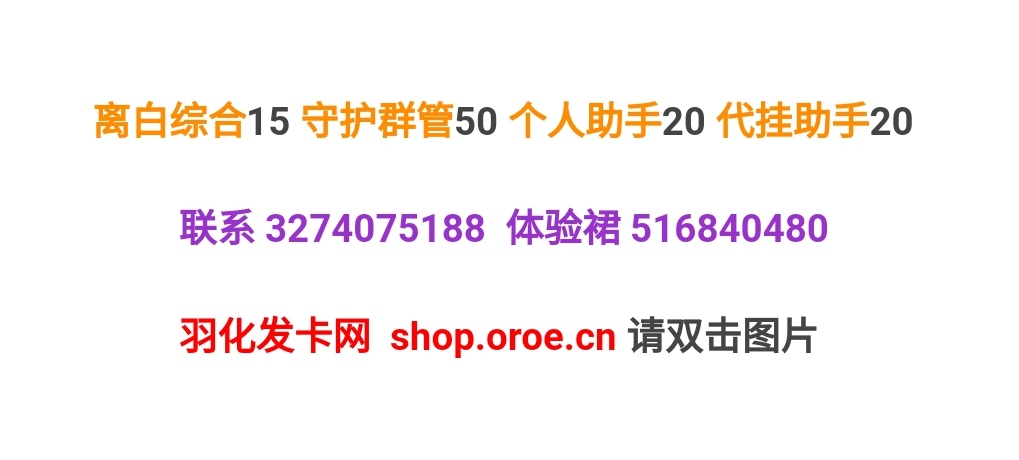 离白综合15 守护群管50 个人助手20 代挂助手20
联系 3274075188 体验裙 516840480
羽化发卡网 shop.oroe.cn 请双击图片